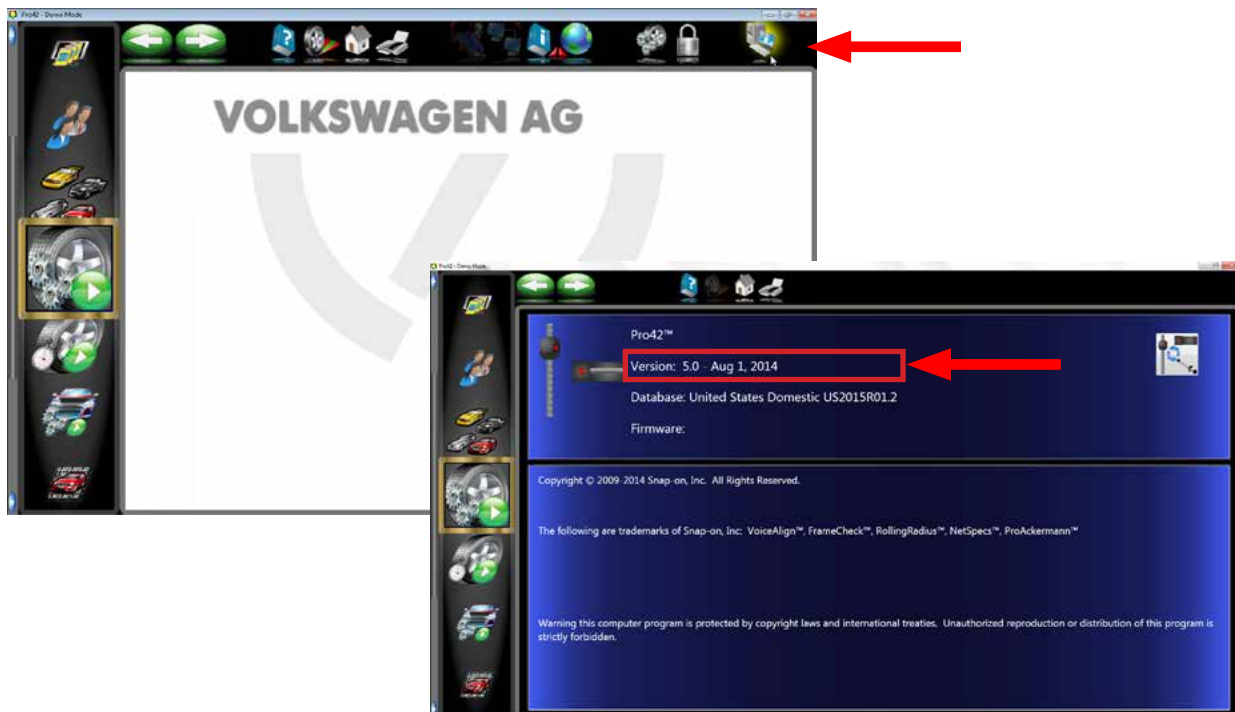 Pro42 - Demo Mode
VOLKSWAGEN AG
Pro42 - Demo Mode
Pro42™
Version: 5.0 - Aug 1, 2014
Database: United States Domestic US2015R01.2
Firmware:
Copyright © 2009-2014 Snap-on, Inc. All Rights Reserved.
The following are trademarks of Snap-on, Inc: VoiceAlign™, FrameCheck™, RollingRadius™, NetSpecs™, ProAckermann™
Warning this computer program is protected by copyright laws and international treaties. Unauthorized reproduction or distribution of this program is
strictly forbidden.